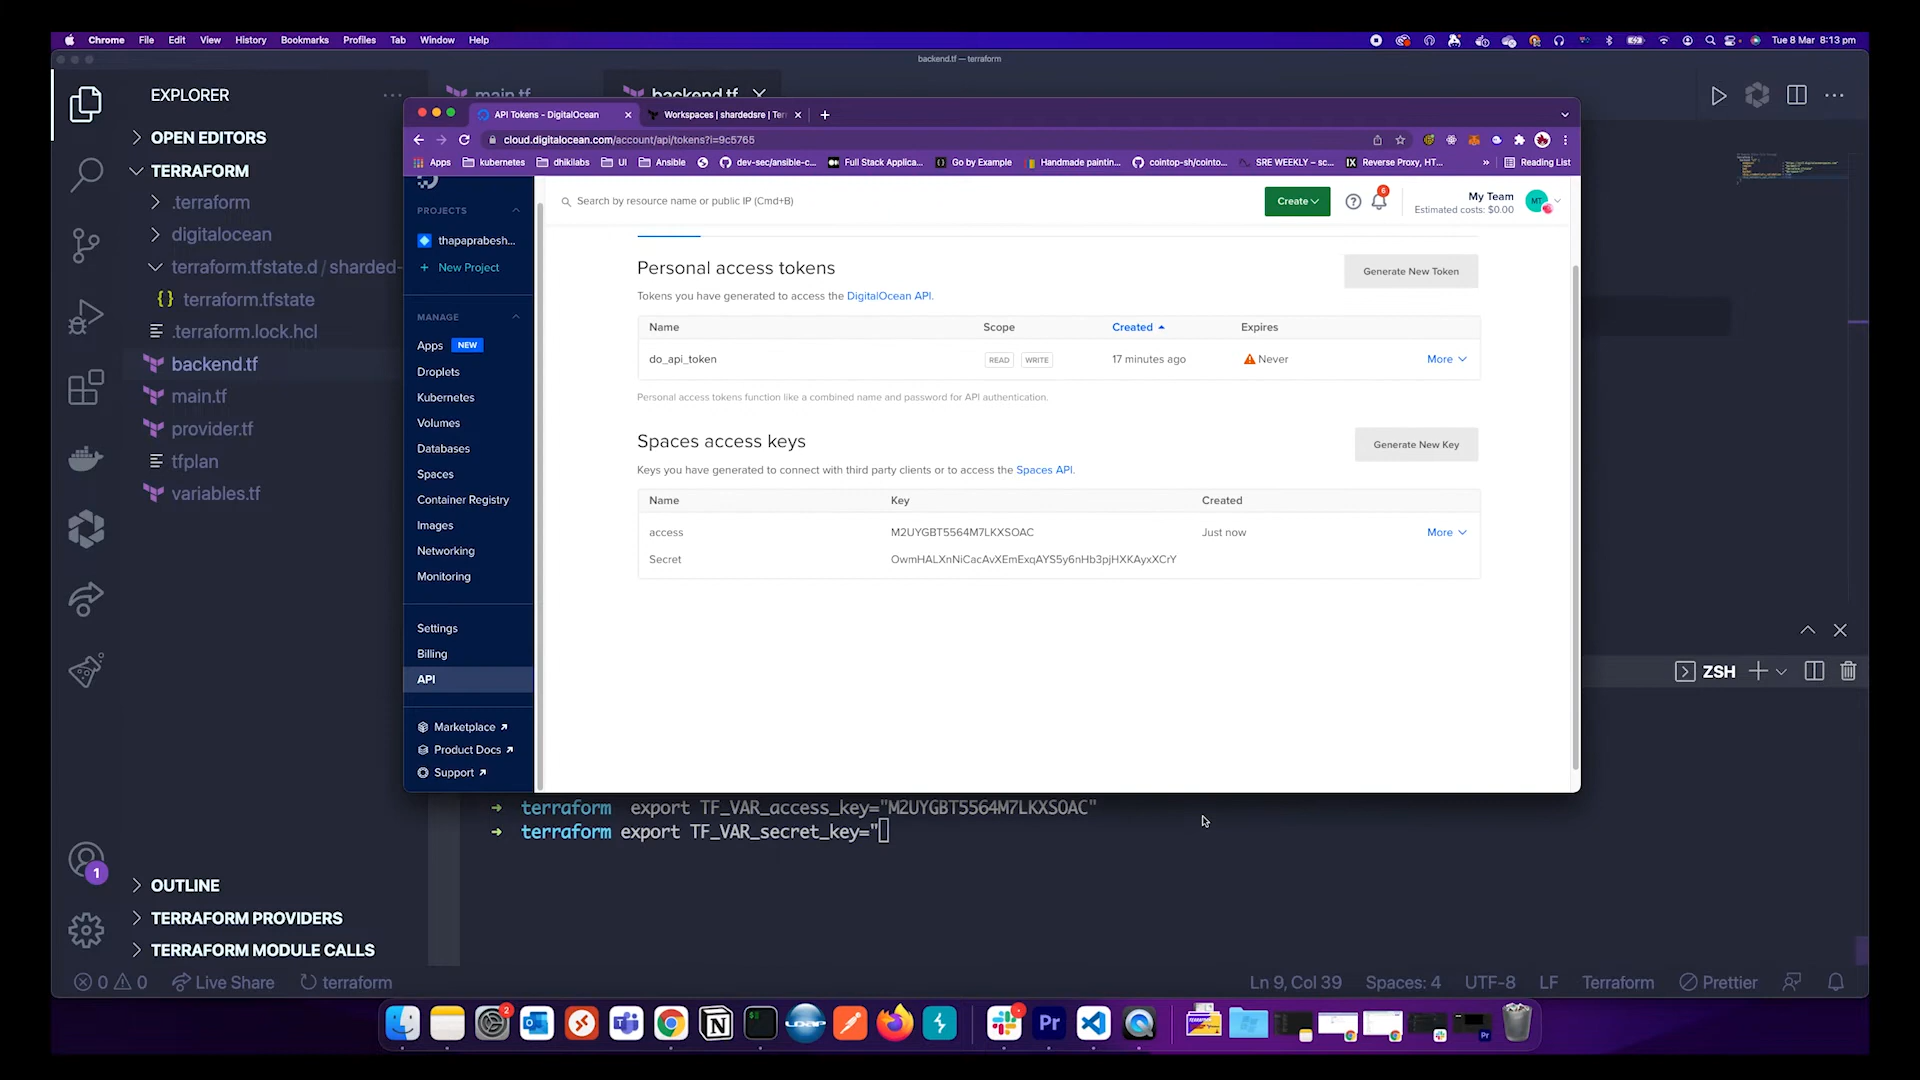 Chrome File Edit View History Bookmarks Profiles Tab Window Help
Tue 8 Mar 8:13 pm
backend.tf — terraform
EXPLORER
main.tf
backend.tf
OPEN EDITORS
TERRAFORM
.terraform
digitalocean
terraform.tfstate.d / sharded-
terraform.tfstate
.terraform.lock.hcl
backend.tf
main.tf
provider.tf
tfplan
variables.tf
API Tokens - DigitalOcean
Workspaces | shardedsre | Ter
cloud.digitalocean.com/account/api/tokens?i=9c5765
Apps kubernetes dhikilabs UI Ansible dev-sec/ansible-c... Full Stack Applica... Go by Example Handmade paintin... cointop-sh/cointo... SRE WEEKLY – sc... Reverse Proxy, HT... » Reading List
PROJECTS
thapaprabesh...
+ New Project
MANAGE
Apps NEW
Droplets
Kubernetes
Volumes
Databases
Spaces
Container Registry
Images
Networking
Monitoring
Settings
Billing
API
Marketplace
Product Docs
Support
Search by resource name or public IP (Cmd+B)
Create
6
My Team
Estimated costs: $0.00
MT
Personal access tokens
Generate New Token
Tokens you have generated to access the DigitalOcean API.
Name Scope Created Expires
do_api_token READ WRITE 17 minutes ago Never More
Personal access tokens function like a combined name and password for API authentication.
Spaces access keys
Generate New Key
Keys you have generated to connect with third party clients or to access the Spaces API.
Name Key Created
access M2UYGBT5564M7LKXSOAC Just now More
Secret OwmHALXnNiCacAvXEmExqAYS5y6nHb3pjHXKAyxXCrY
ZSH
→ terraform export TF_VAR_access_key="M2UYGBT5564M7LKXSOAC"
→ terraform export TF_VAR_secret_key="
1
OUTLINE
TERRAFORM PROVIDERS
TERRAFORM MODULE CALLS
0 0 Live Share terraform
Ln 9, Col 39 Spaces: 4 UTF-8 LF Terraform Prettier
2
Pr